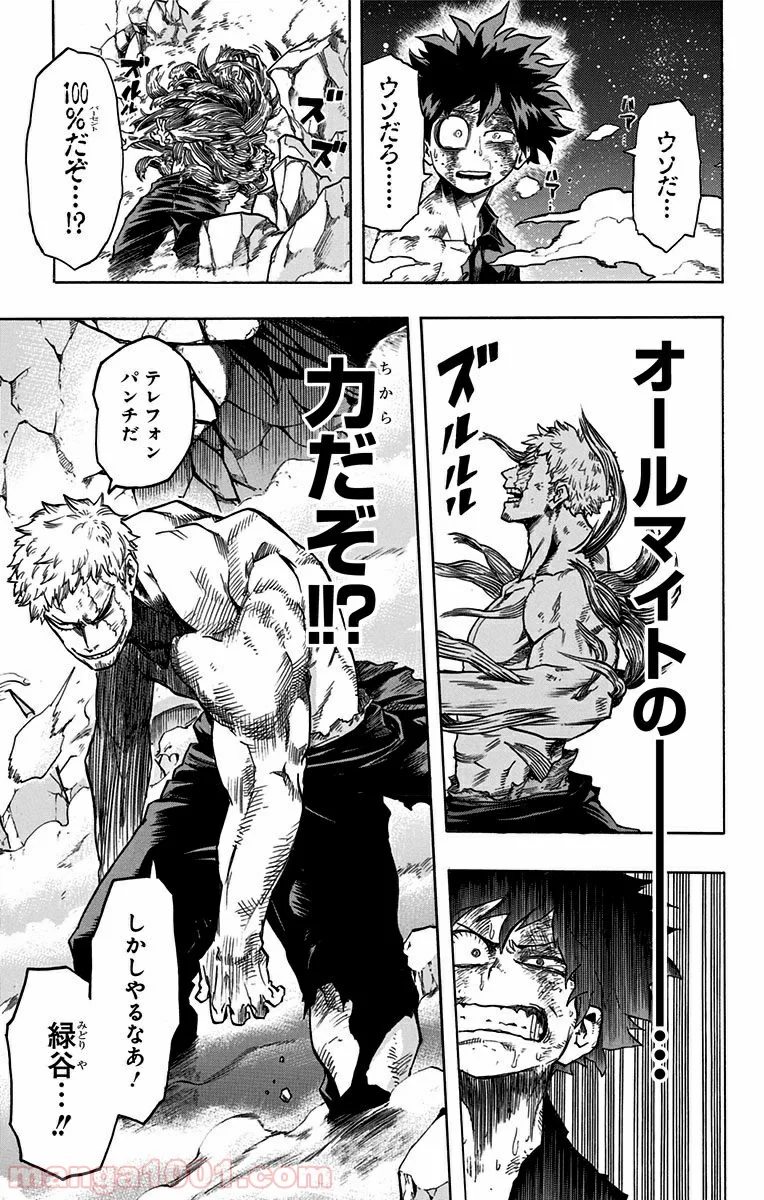 ウソだ…
ハア
ウソだろ…
ハア
100%だぞ…!?
パーセント
ズル
ズズ
オールマイトの――…
ズルルル
力だぞ!!?
ちから
テレフォン
パンチだ
しかしやるなあ!
緑谷…!!
みどりや
manga1001.com